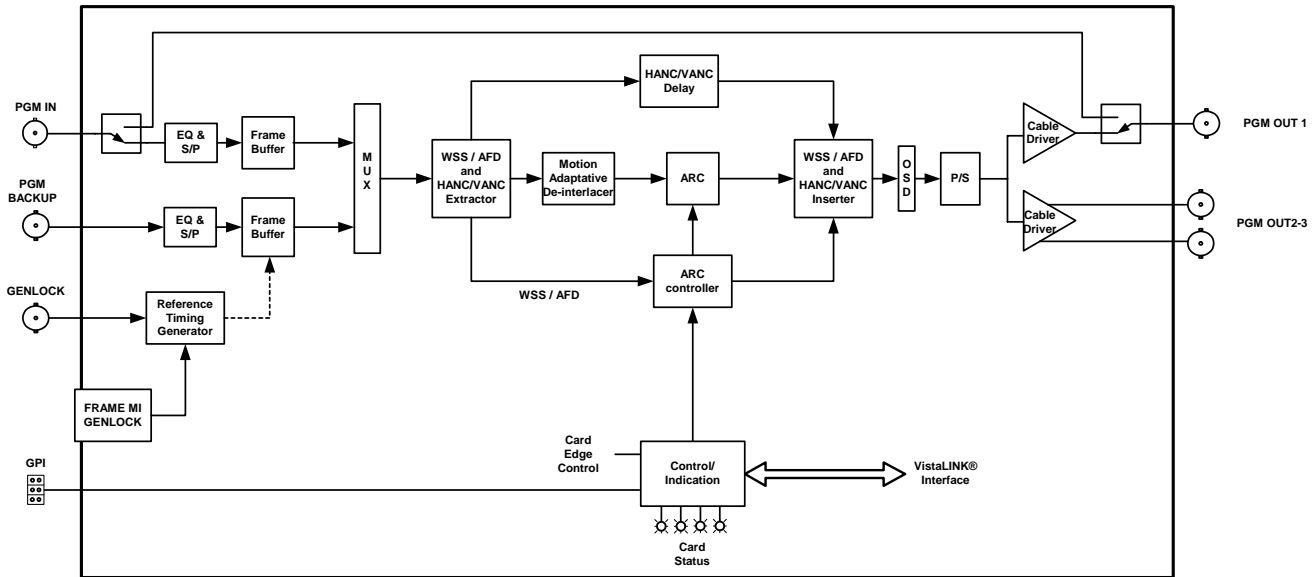 HANC/VANC
Delay
PGM IN
EQ &
S/P
Frame
Buffer
M
U
X
WSS / AFD
and
HANC/VANC
Extractor
Motion
Adaptative
De-interlacer
ARC
WSS / AFD
and
HANC/VANC
Inserter
O
S
D
P/S
Cable
Driver
PGM OUT 1
PGM
BACKUP
EQ &
S/P
Frame
Buffer
Cable
Driver
PGM OUT2-3
GENLOCK
Reference
Timing
Generator
WSS / AFD
ARC
controller
FRAME MI
GENLOCK
GPI
Card
Edge
Control
Control/
Indication
VistaLINK®
Interface
Card
Status